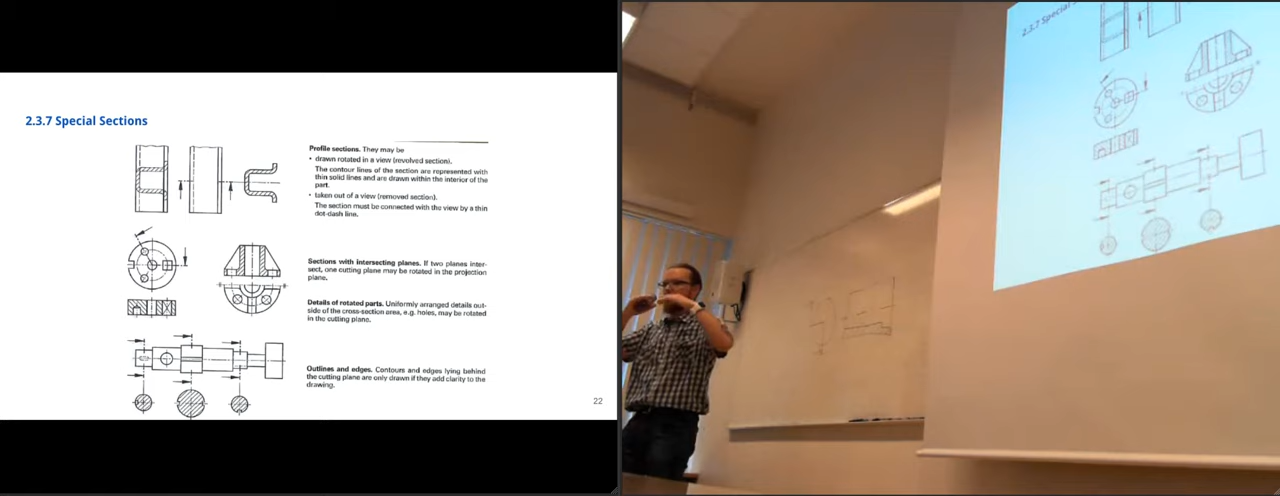 2.3.7 Special Sections
Profile sections. They may be
• drawn rotated in a view (revolved section).
The contour lines of the section are represented with
thin solid lines and are drawn within the interior of the
part.
• taken out of a view (removed section).
The section must be connected with the view by a thin
dot-dash line.
Sections with intersecting planes. If two planes inter-
sect, one cutting plane may be rotated in the projection
plane.
Details of rotated parts. Uniformly arranged details out-
side of the cross-section area, e.g. holes, may be rotated
in the cutting plane.
Outlines and edges. Contours and edges lying behind
the cutting plane are only drawn if they add clarity to the
drawing.
22
2.3.7 Special